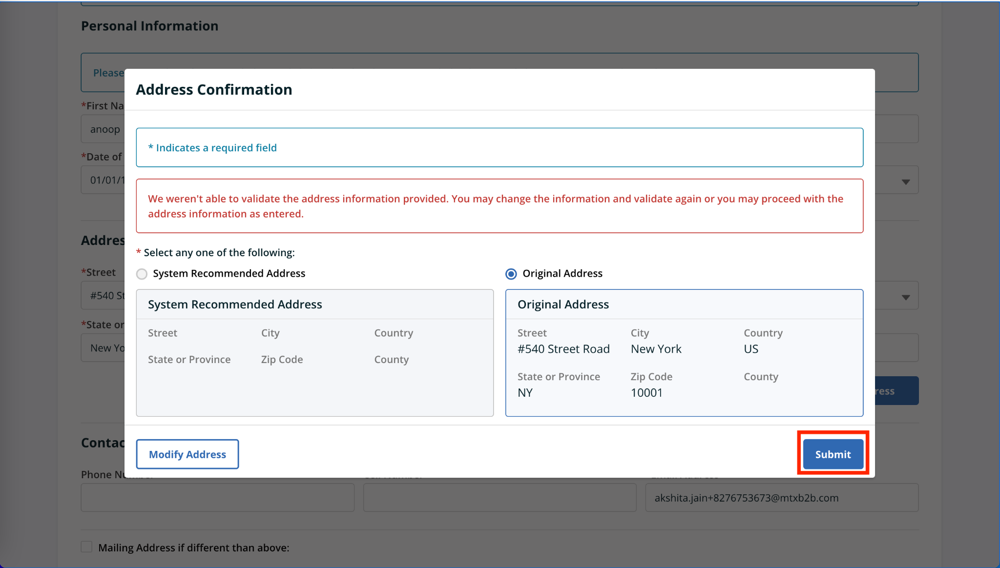 Personal Information
Please
Address Confirmation
*First Na
anoop
* Indicates a required field
*Date of
01/01/1
We weren't able to validate the address information provided. You may change the information and validate again or you may proceed with the
address information as entered.
Addres
* Select any one of the following:
*Street
System Recommended Address
Original Address
#540 St
System Recommended Address
Original Address
*State or
Street City Country
Street City Country
New Yo
#540 Street Road New York US
State or Province Zip Code County
State or Province Zip Code County
NY 10001
ress
Contac
Modify Address
Submit
Phone
akshita.jain+8276753673@mtxb2b.com
Mailing Address if different than above: